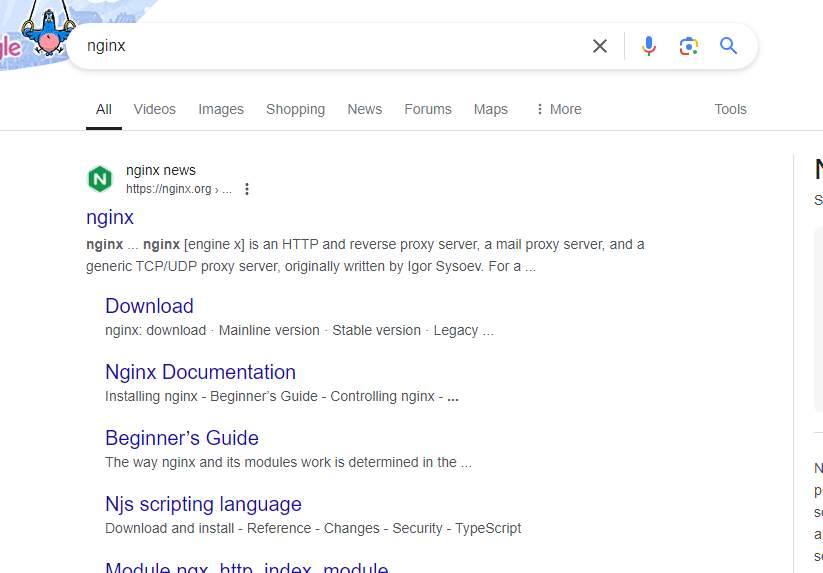 gle
nginx
All Videos Images Shopping News Forums Maps More Tools
N
nginx news
https://nginx.org › ...
nginx
nginx ... nginx [engine x] is an HTTP and reverse proxy server, a mail proxy server, and a
generic TCP/UDP proxy server, originally written by Igor Sysoev. For a ...
Download
nginx: download · Mainline version · Stable version · Legacy ...
Nginx Documentation
Installing nginx - Beginner’s Guide - Controlling nginx - ...
Beginner’s Guide
The way nginx and its modules work is determined in the ...
Njs scripting language
Download and install - Reference - Changes - Security - TypeScript
Module ngx_http_index_module